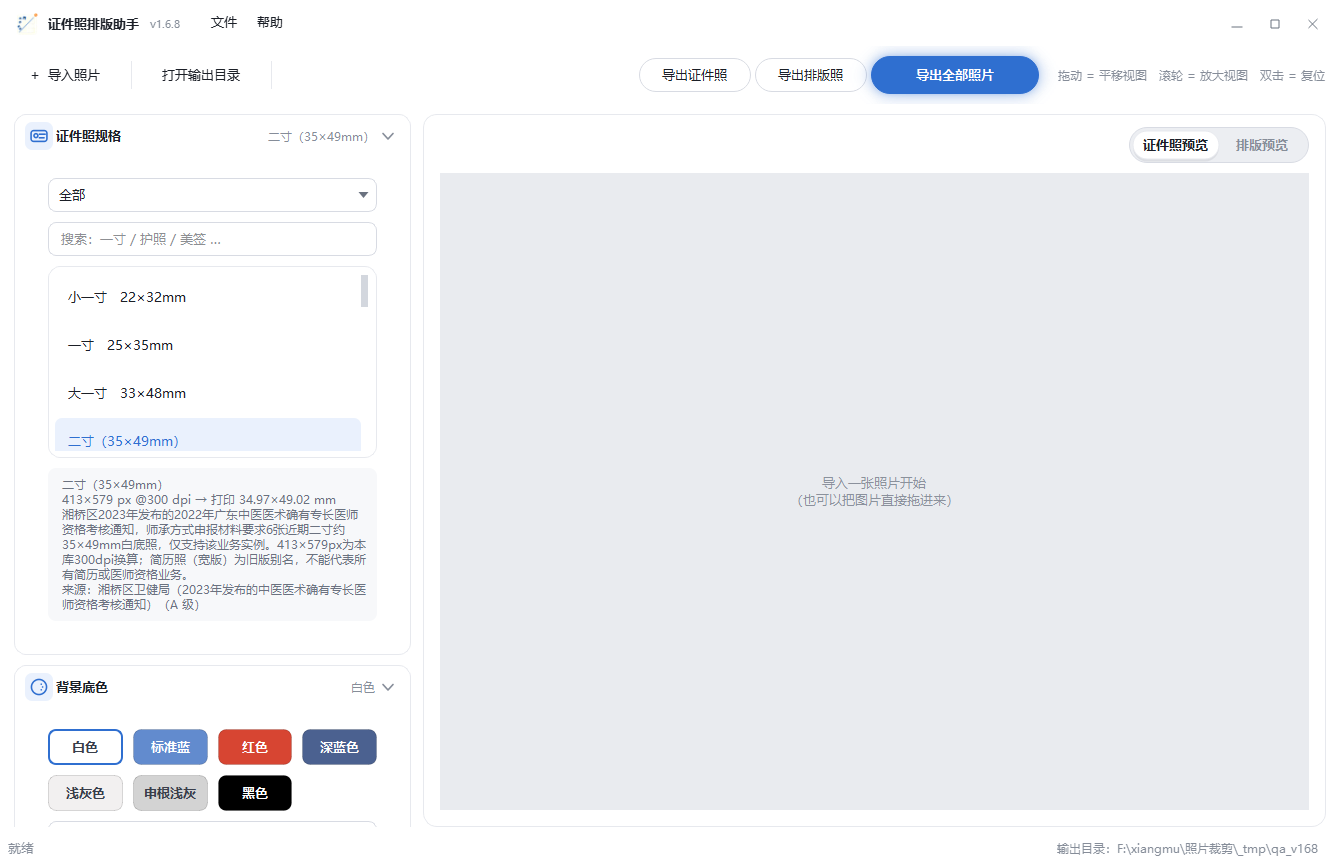 证件照排版助手 v1.6.8 文件 帮助
+ 导入照片 打开输出目录 导出证件照 导出排版照 导出全部照片 拖动 = 平移视图 滚轮 = 放大视图 双击 = 复位
证件照规格 二寸（35×49mm）
证件照预览 排版预览
全部
搜索：一寸 / 护照 / 美签 ...
小一寸 22×32mm
一寸 25×35mm
大一寸 33×48mm
二寸（35×49mm）
二寸（35×49mm）
413×579 px @300 dpi → 打印 34.97×49.02 mm
湘桥区2023年发布的2022年广东中医医术确有专长医师
资格考核通知，师承方式申报材料要求6张近期二寸约
35×49mm白底照，仅支持该业务实例。413×579px为本
库300dpi换算；简历照（宽版）为旧版别名，不能代表所
有简历或医师资格业务。
来源：湘桥区卫健局（2023年发布的中医医术确有专长医
师资格考核通知）（A 级）
导入一张照片开始
（也可以把图片直接拖进来）
背景底色 白色
白色 标准蓝 红色 深蓝色
浅灰色 申根浅灰 黑色
就绪 输出目录：F:\xiangmu\照片裁剪\_tmp\qa_v168